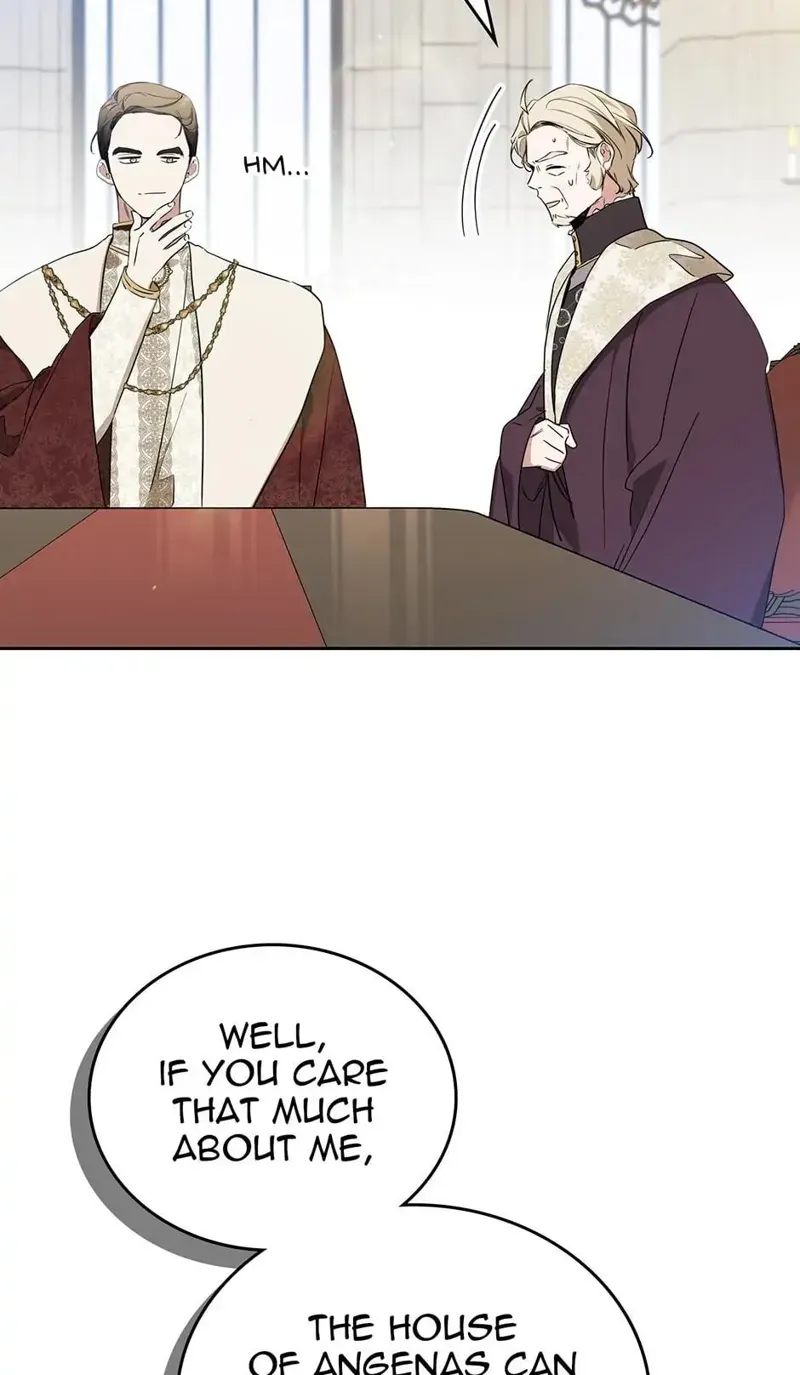 HM...
WELL,
IF YOU CARE
THAT MUCH
ABOUT ME,
THE HOUSE
OF ANGENAS CAN